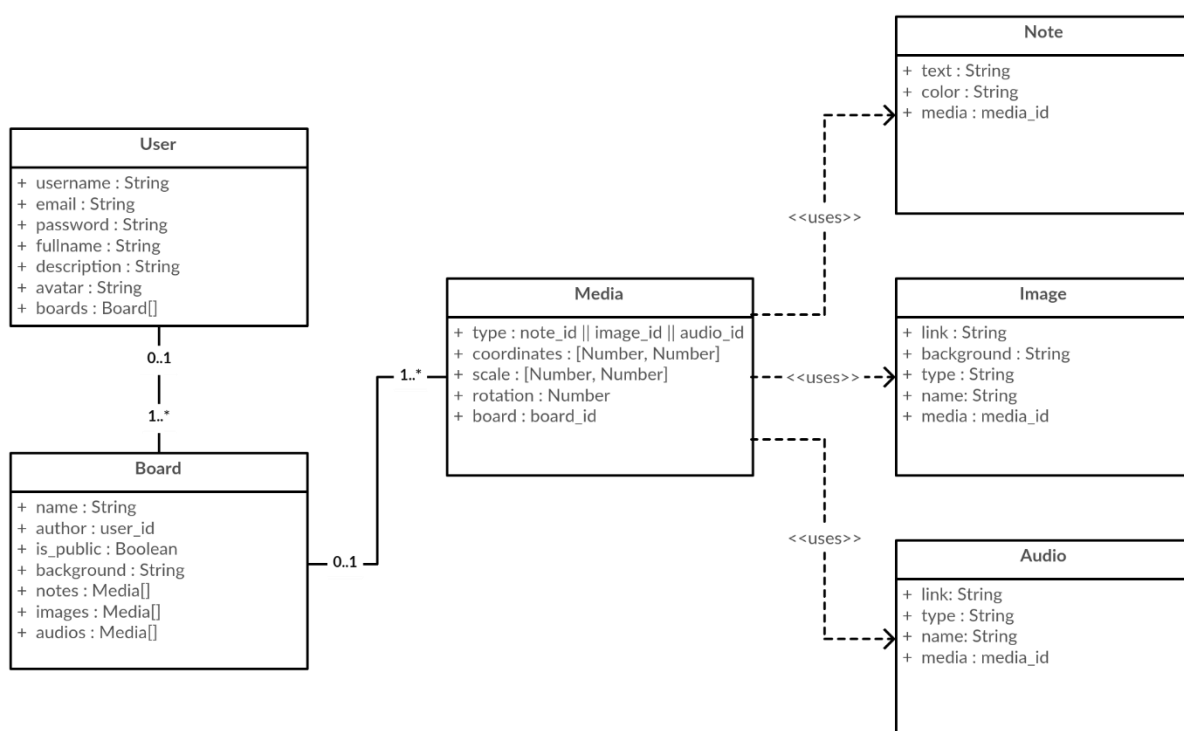 User
+ username : String
+ email : String
+ password : String
+ fullname : String
+ description : String
+ avatar : String
+ boards : Board[]
0..1
1..*
Board
+ name : String
+ author : user_id
+ is_public : Boolean
+ background : String
+ notes : Media[]
+ images : Media[]
+ audios : Media[]
0..1
1..*
Media
+ type : note_id || image_id || audio_id
+ coordinates : [Number, Number]
+ scale : [Number, Number]
+ rotation : Number
+ board : board_id
<<uses>>
<<uses>>
<<uses>>
Note
+ text : String
+ color : String
+ media : media_id
Image
+ link : String
+ background : String
+ type : String
+ name: String
+ media : media_id
Audio
+ link: String
+ type : String
+ name: String
+ media : media_id